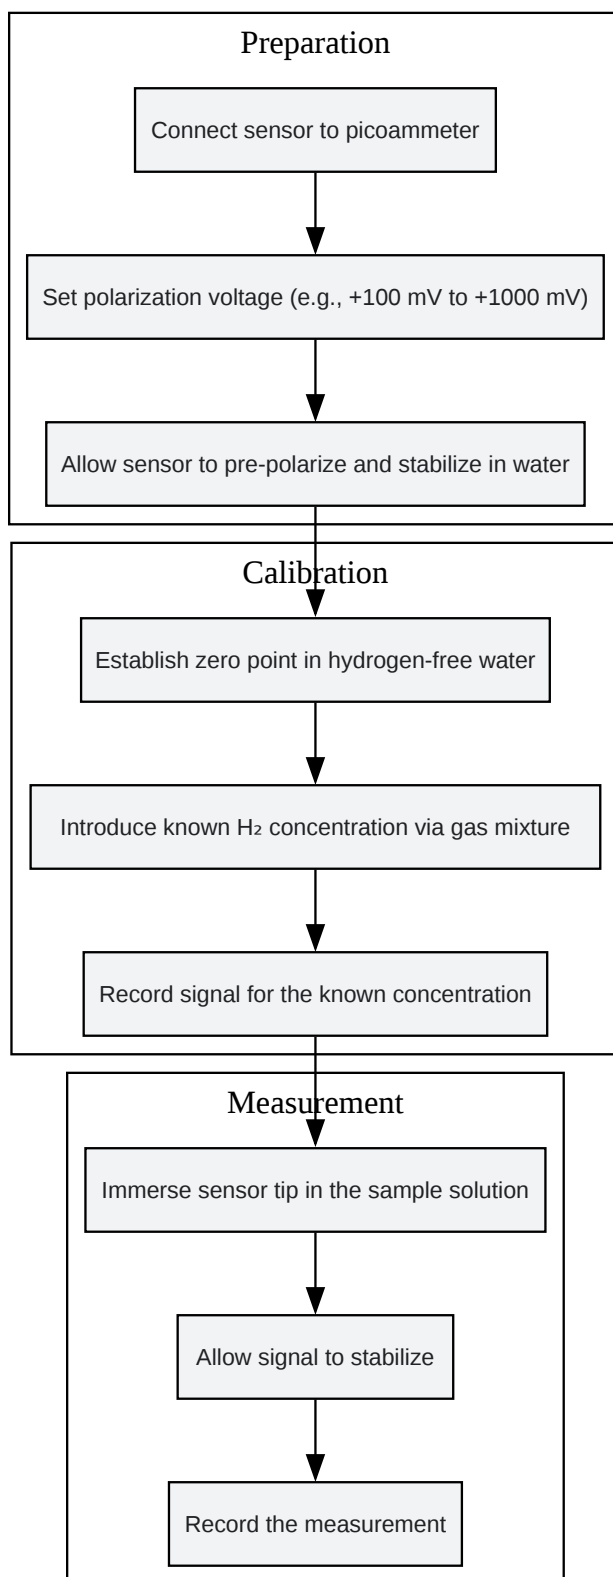 Preparation
Connect sensor to picoammeter
Set polarization voltage (e.g., +100 mV to +1000 mV)
Allow sensor to pre-polarize and stabilize in water
Calibration
Establish zero point in hydrogen-free water
Introduce known H₂ concentration via gas mixture
Record signal for the known concentration
Measurement
Immerse sensor tip in the sample solution
Allow signal to stabilize
Record the measurement